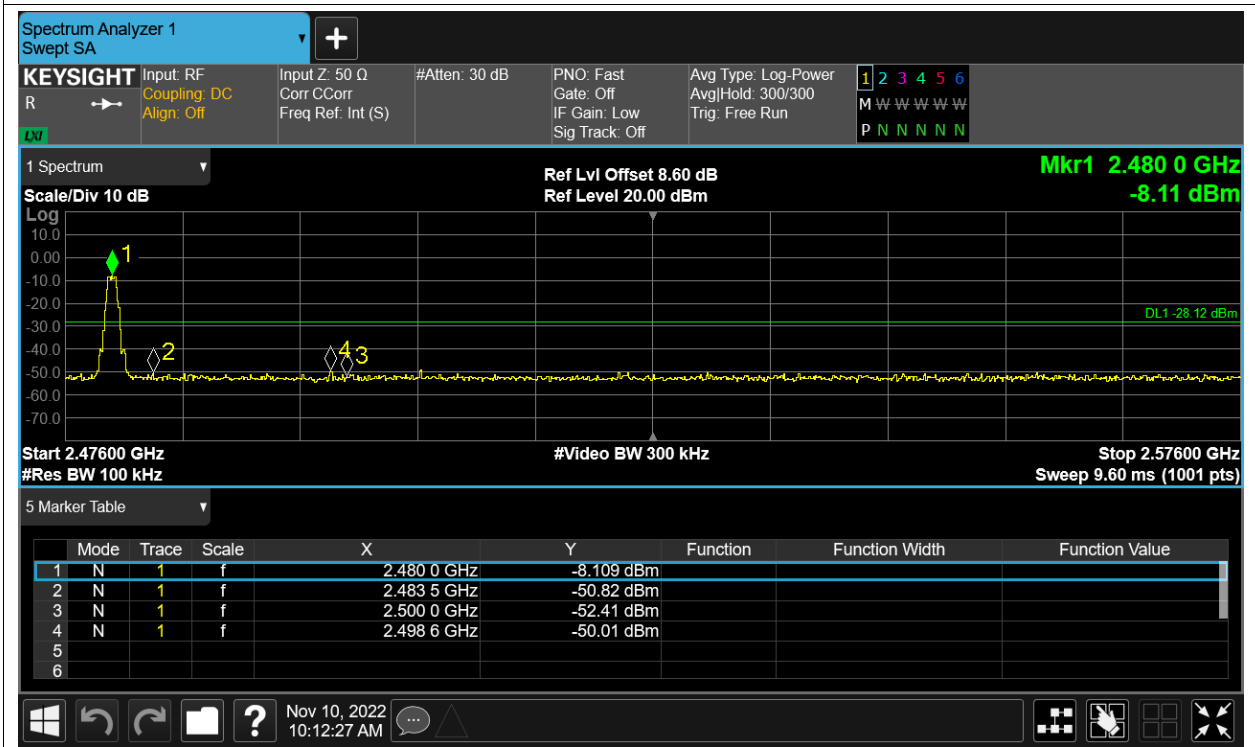 Spectrum Analyzer 1
Swept SA
+
KEYSIGHT Input: RF Input Z: 50 Ω #Atten: 30 dB PNO: Fast Avg Type: Log-Power 1 2 3 4 5 6
R Coupling: DC Corr CCorr Gate: Off Avg|Hold: 300/300 M W W W W W W
Align: Off Freq Ref: Int (S) IF Gain: Low Trig: Free Run
LXI Sig Track: Off P N N N N N N
1 Spectrum Ref Lvl Offset 8.60 dB Mkr1 2.480 0 GHz
Scale/Div 10 dB Ref Level 20.00 dBm -8.11 dBm
Log
10.0
1
0.00
-10.0
-20.0
DL1 -28.12 dBm
-30.0
-40.0
2 4 3
-50.0
-60.0
-70.0
Start 2.47600 GHz #Video BW 300 kHz Stop 2.57600 GHz
#Res BW 100 kHz Sweep 9.60 ms (1001 pts)
5 Marker Table
Mode Trace Scale X Y Function Function Width Function Value
1 N 1 f 2.480 0 GHz -8.109 dBm
2 N 1 f 2.483 5 GHz -50.82 dBm
3 N 1 f 2.500 0 GHz -52.41 dBm
4 N 1 f 2.498 6 GHz -50.01 dBm
5
6
? Nov 10, 2022
10:12:27 AM